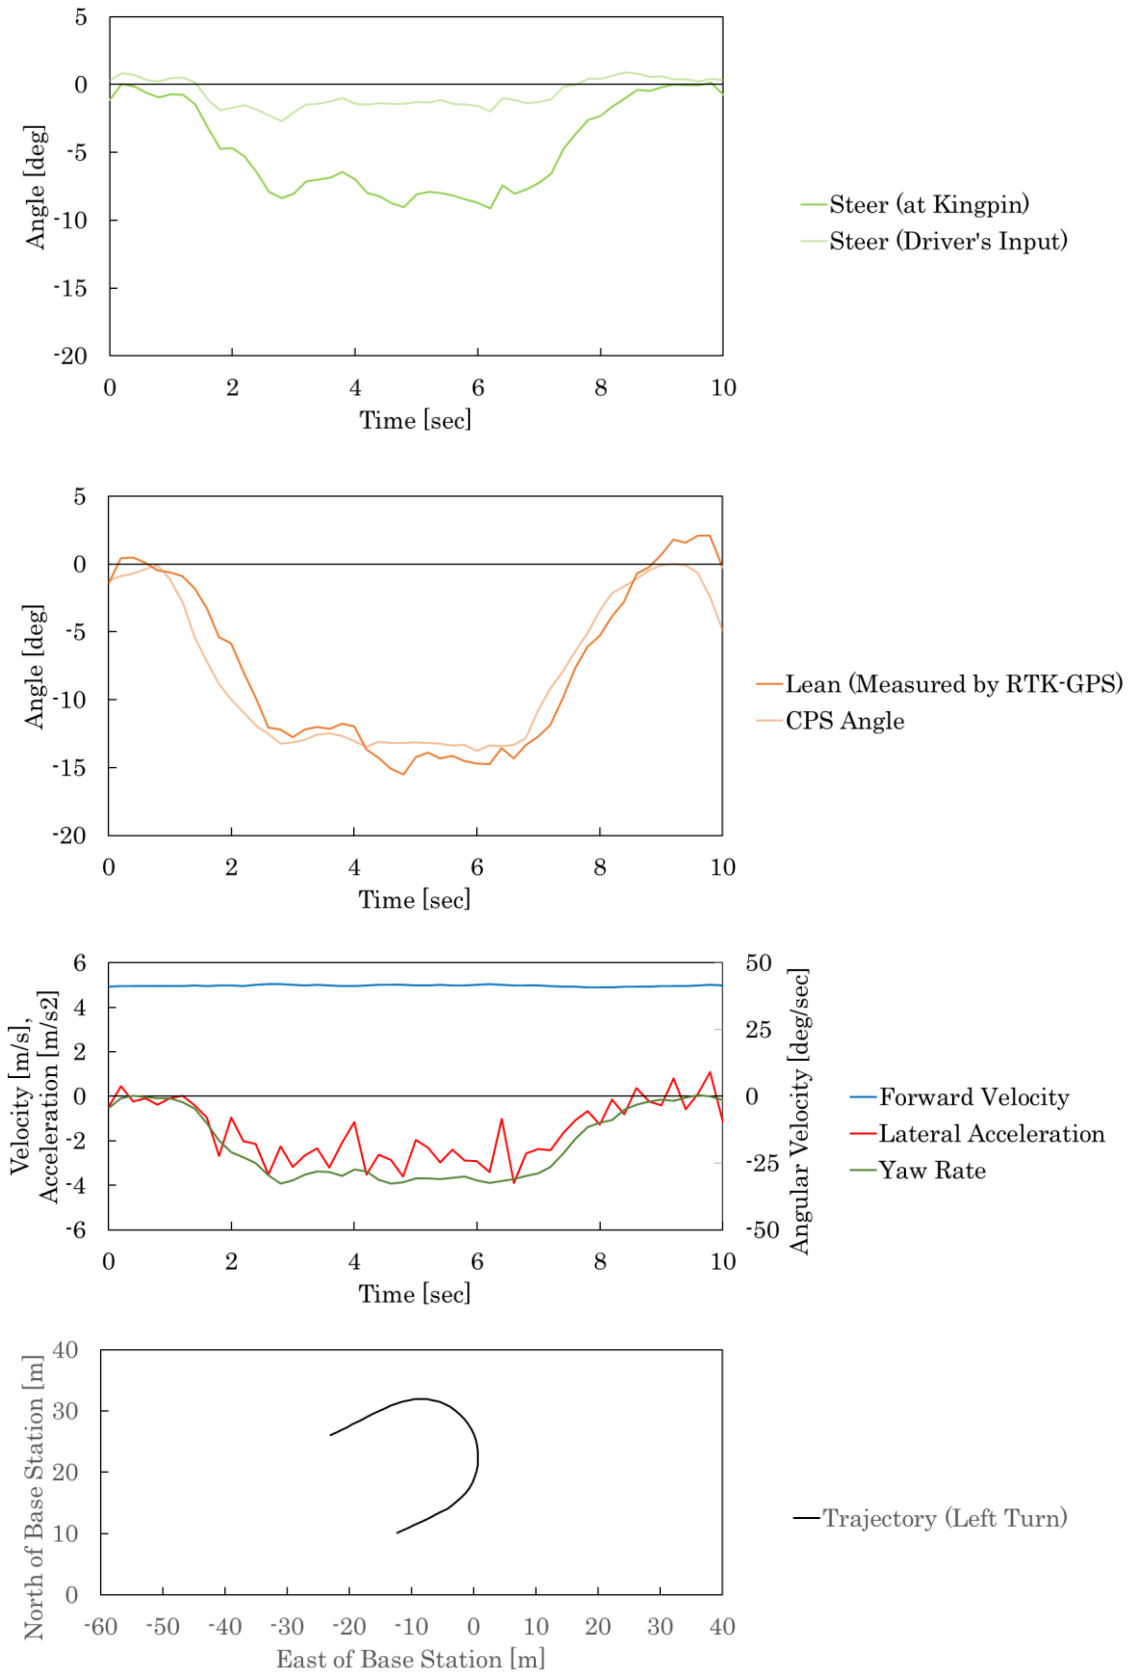 5
0
-5
-10
-15
-20
Angle [deg]
0 2 4 6 8 10
Time [sec]
Steer (at Kingpin)
Steer (Driver's Input)
5
0
-5
-10
-15
-20
Angle [deg]
0 2 4 6 8 10
Time [sec]
Lean (Measured by RTK-GPS)
CPS Angle
6
4
2
0
-2
-4
-6
Velocity [m/s],
Acceleration [m/s2]
50
25
0
-25
-50
Angular Velocity [deg/sec]
0 2 4 6 8 10
Time [sec]
Forward Velocity
Lateral Acceleration
Yaw Rate
40
30
20
10
0
North of Base Station [m]
-60 -50 -40 -30 -20 -10 0 10 20 30 40
East of Base Station [m]
Trajectory (Left Turn)